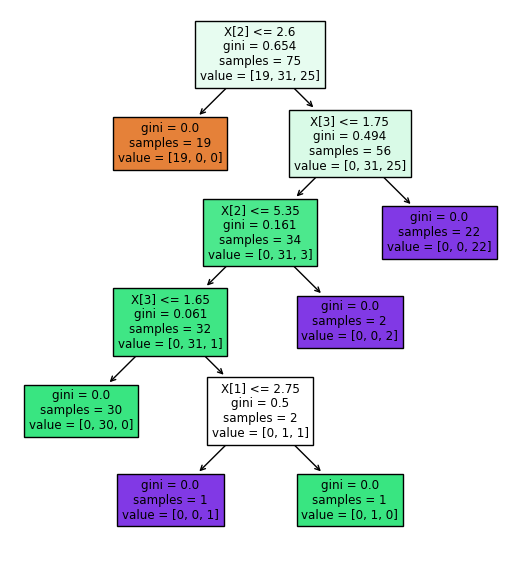 X[2] <= 2.6
gini = 0.654
samples = 75
value = [19, 31, 25]
gini = 0.0
samples = 19
value = [19, 0, 0]
X[3] <= 1.75
gini = 0.494
samples = 56
value = [0, 31, 25]
X[2] <= 5.35
gini = 0.161
samples = 34
value = [0, 31, 3]
gini = 0.0
samples = 22
value = [0, 0, 22]
X[3] <= 1.65
gini = 0.061
samples = 32
value = [0, 31, 1]
gini = 0.0
samples = 2
value = [0, 0, 2]
gini = 0.0
samples = 30
value = [0, 30, 0]
X[1] <= 2.75
gini = 0.5
samples = 2
value = [0, 1, 1]
gini = 0.0
samples = 1
value = [0, 0, 1]
gini = 0.0
samples = 1
value = [0, 1, 0]